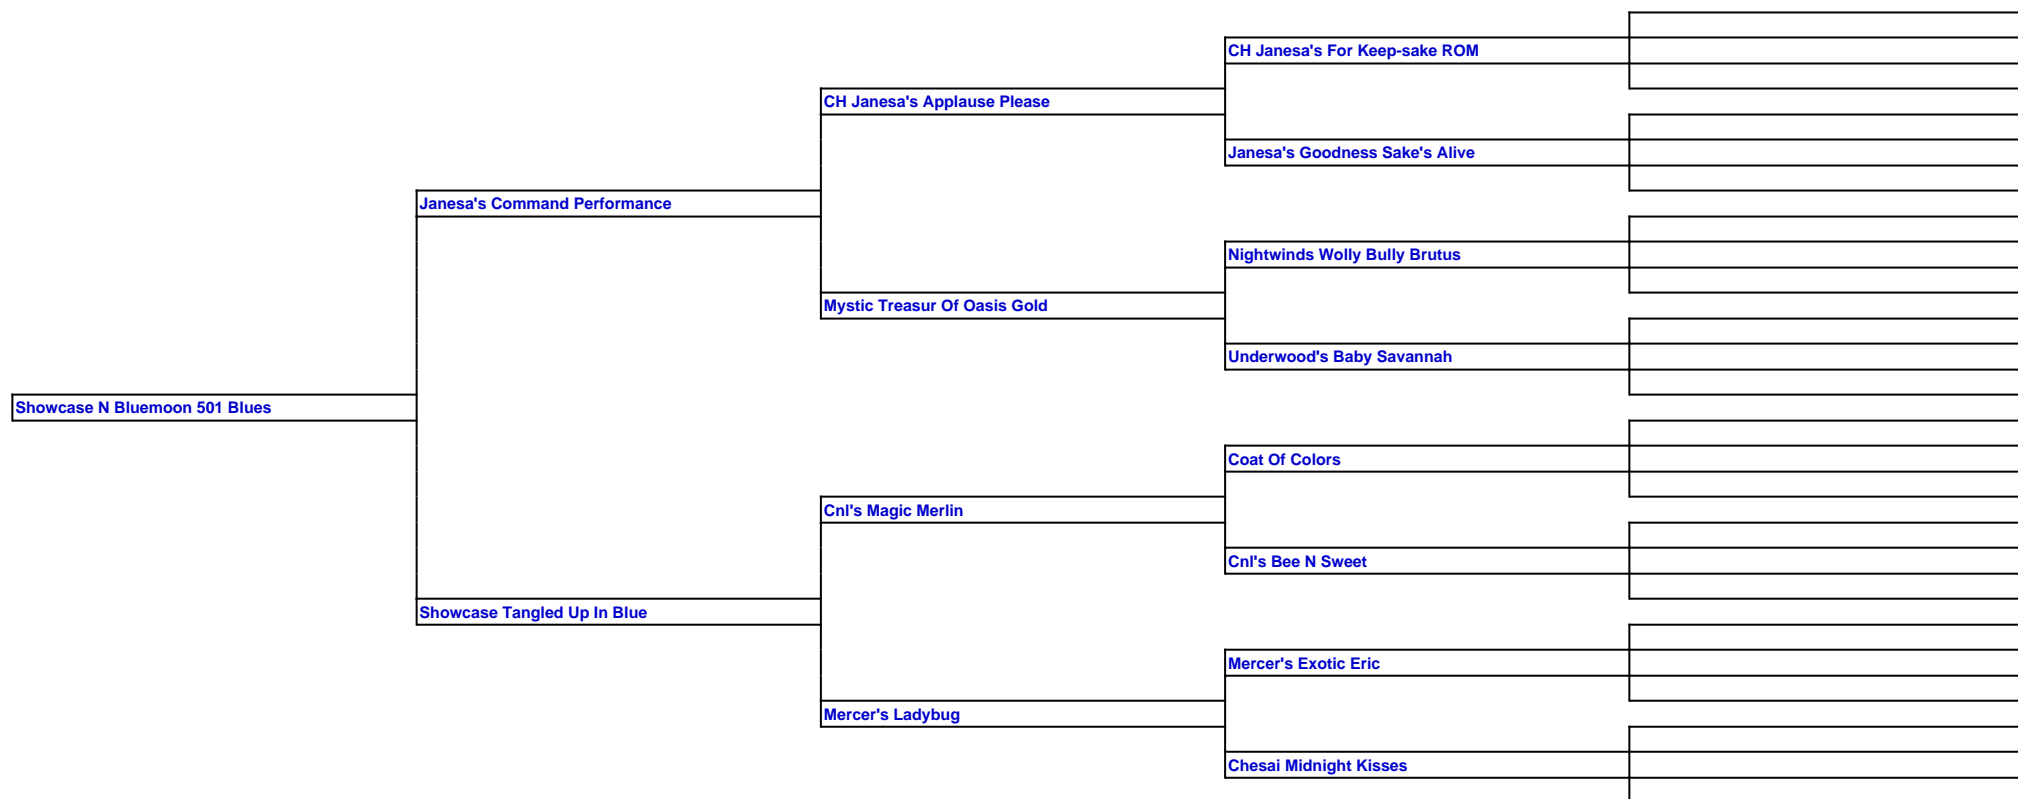 CH Janesa's For Keep-sake ROM
CH Janesa's Applause Please
Janesa's Goodness Sake's Alive
Janesa's Command Performance
Nightwinds Wolly Bully Brutus
Mystic Treasur Of Oasis Gold
Underwood's Baby Savannah
Showcase N Bluemoon 501 Blues
Coat Of Colors
Cnl's Magic Merlin
Cnl's Bee N Sweet
Showcase Tangled Up In Blue
Mercer's Exotic Eric
Mercer's Ladybug
Chesai Midnight Kisses